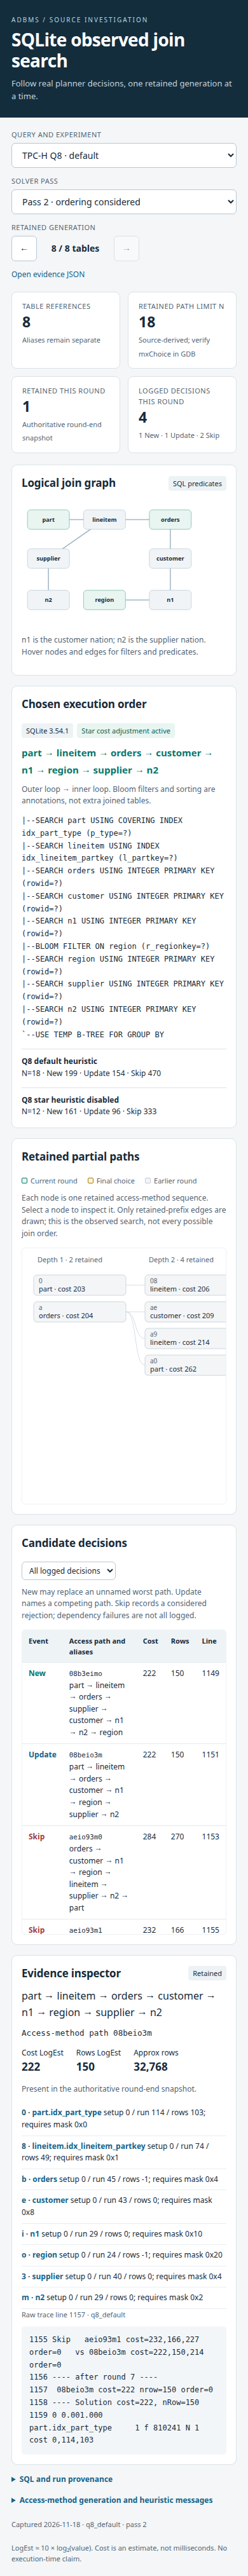 ADBMS / SOURCE INVESTIGATION
SQLite observed join
search
Follow real planner decisions, one retained generation at
a time.
QUERY AND EXPERIMENT
TPC-H Q8 · default
SOLVER PASS
Pass 2 · ordering considered
RETAINED GENERATION
←
8 / 8 tables
→
Open evidence JSON
TABLE REFERENCES
8
Aliases remain separate
RETAINED PATH LIMIT N
18
Source-derived; verify
mxChoice in GDB
RETAINED THIS ROUND
1
Authoritative round-end
snapshot
LOGGED DECISIONS
THIS ROUND
4
1 New · 1 Update · 2 Skip
Logical join graph
SQL predicates
part
lineitem
orders
supplier
customer
n2
region
n1
n1 is the customer nation; n2 is the supplier nation.
Hover nodes and edges for filters and predicates.
Chosen execution order
SQLite 3.54.1
Star cost adjustment active
part → lineitem → orders → customer →
n1 → region → supplier → n2
Outer loop → inner loop. Bloom filters and sorting are
annotations, not extra joined tables.
|--SEARCH part USING COVERING INDEX
idx_part_type (p_type=?)
|--SEARCH lineitem USING INDEX
idx_lineitem_partkey (l_partkey=?)
|--SEARCH orders USING INTEGER PRIMARY KEY
(rowid=?)
|--SEARCH customer USING INTEGER PRIMARY KEY
(rowid=?)
|--SEARCH n1 USING INTEGER PRIMARY KEY
(rowid=?)
|--BLOOM FILTER ON region (r_regionkey=?)
|--SEARCH region USING INTEGER PRIMARY KEY
(rowid=?)
|--SEARCH supplier USING INTEGER PRIMARY KEY
(rowid=?)
|--SEARCH n2 USING INTEGER PRIMARY KEY
(rowid=?)
`--USE TEMP B-TREE FOR GROUP BY
Q8 default heuristic
N=18 · New 199 · Update 154 · Skip 470
Q8 star heuristic disabled
N=12 · New 161 · Update 96 · Skip 333
Retained partial paths
Current round
Final choice
Earlier round
Each node is one retained access-method sequence.
Select a node to inspect it. Only retained-prefix edges are
drawn; this is the observed search, not every possible
join order.
Depth 1 · 2 retained
Depth 2 · 4 retained
0
part · cost 203
08
lineitem · cost 206
a
orders · cost 204
ae
customer · cost 209
a9
lineitem · cost 214
a0
part · cost 262
Candidate decisions
All logged decisions
New may replace an unnamed worst path. Update
names a competing path. Skip records a considered
rejection; dependency failures are not all logged.
Event
Access path and
aliases
Cost
Rows
Line
New
08b3eimo
222
150
1149
part → lineitem
→ orders →
supplier →
customer → n1
→ n2 → region
Update
08beio3m
222
150
1151
part → lineitem
→ orders →
customer → n1
→ region →
supplier → n2
Skip
aeio93m0
284
270
1153
orders →
customer → n1
→ region →
lineitem →
supplier → n2 →
part
Skip
aeio93m1
232
166
1155
Evidence inspector
Retained
part → lineitem → orders → customer →
n1 → region → supplier → n2
Access-method path 08beio3m
Cost LogEst
222
Rows LogEst
150
Approx rows
32,768
Present in the authoritative round-end snapshot.
0 · part.idx_part_type setup 0 / run 114 / rows 103;
requires mask 0x0
8 · lineitem.idx_lineitem_partkey setup 0 / run 74 /
rows 49; requires mask 0x1
b · orders setup 0 / run 45 / rows -1; requires mask 0x4
e · customer setup 0 / run 43 / rows 0; requires mask
0x8
i · n1 setup 0 / run 29 / rows 0; requires mask 0x10
o · region setup 0 / run 24 / rows -1; requires mask 0x20
3 · supplier setup 0 / run 40 / rows 0; requires mask 0x4
m · n2 setup 0 / run 29 / rows 0; requires mask 0x2
Raw trace line 1157 · q8_default
1155 Skip   aeio93m1 cost=232,166,227
order=0   vs 08beio3m cost=222,150,214
order=0
1156 ---- after round 7 ----
1157  08beio3m cost=222 nrow=150 order=0
1158 ---- Solution cost=222, nRow=150
1159 0 0.001.000
part.idx_part_type     1 f 810241 N 1
cost 0,114,103
SQL and run provenance
Access-method generation and heuristic messages
Captured 2026-11-18 · q8_default · pass 2
LogEst ≈ 10 × log₂(value). Cost is an estimate, not milliseconds. No
execution-time claim.